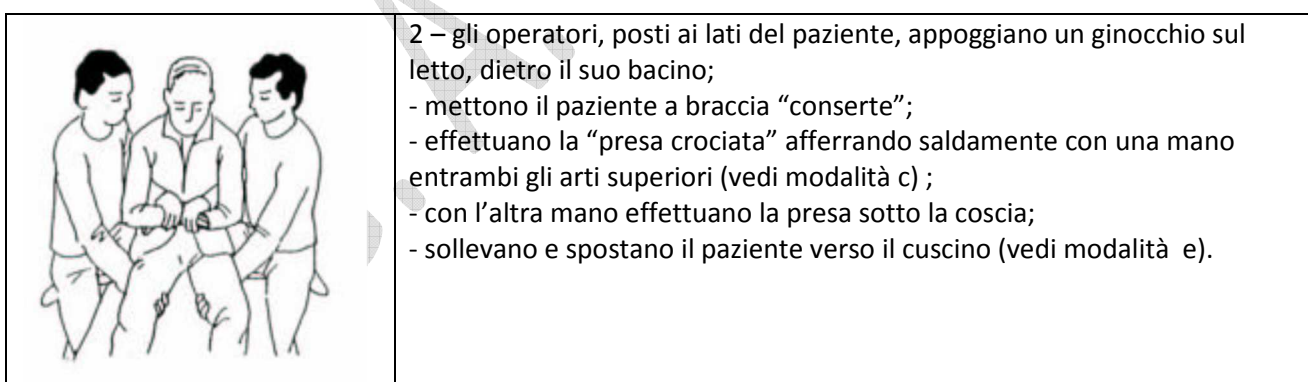 2 – gli operatori, posti ai lati del paziente, appoggiano un ginocchio sul
letto, dietro il suo bacino;
- mettono il paziente a braccia “conserte”;
- effettuano la “presa crociata” afferrando saldamente con una mano
entrambi gli arti superiori (vedi modalità c) ;
- con l’altra mano effettuano la presa sotto la coscia;
- sollevano e spostano il paziente verso il cuscino (vedi modalità  e).